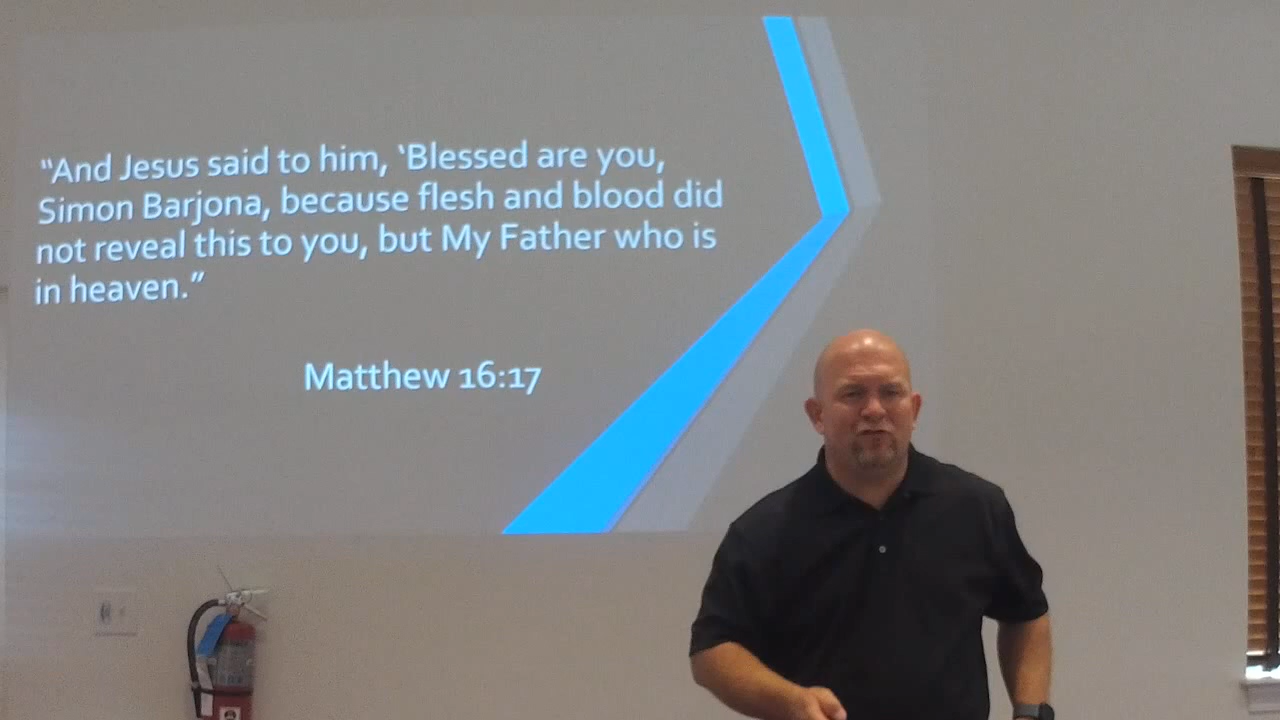 “And Jesus said to him, ‘Blessed are you,
Simon Barjona, because flesh and blood did
not reveal this to you, but My Father who is
in heaven.”
Matthew 16:17